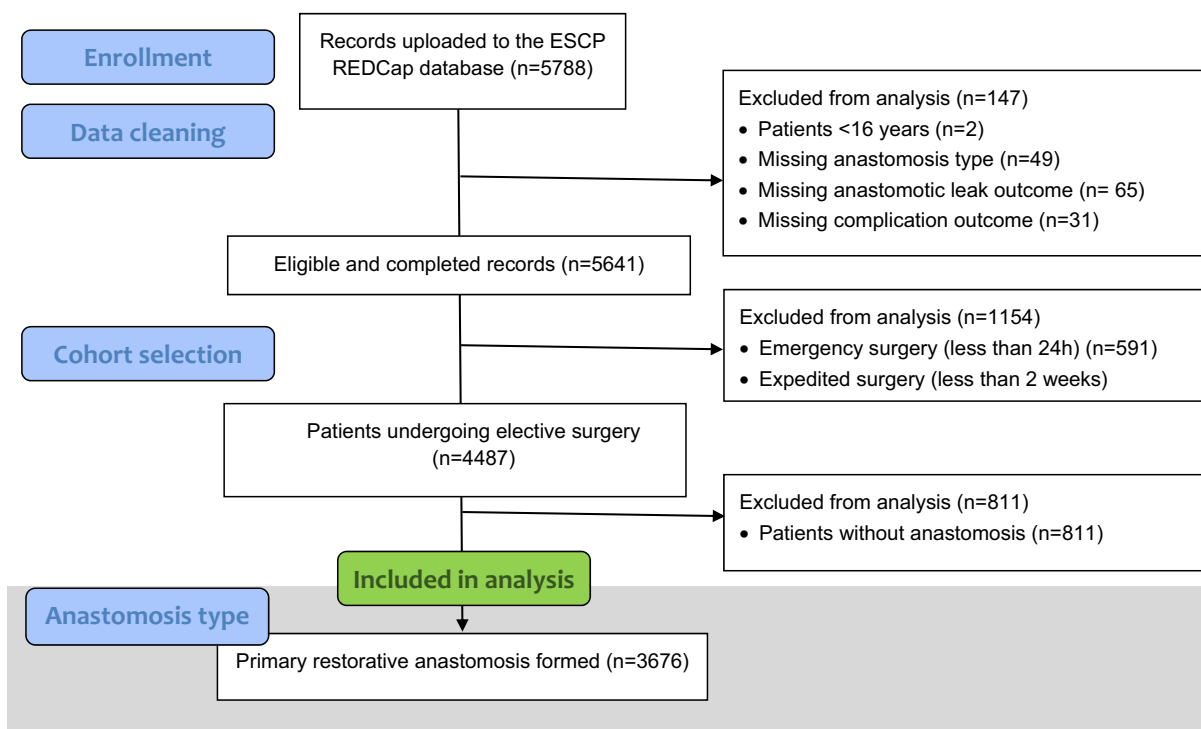 Enrollment
Records uploaded to the ESCP
REDCap database (n=5788)
Data cleaning
Excluded from analysis (n=147)
• Patients <16 years (n=2)
• Missing anastomosis type (n=49)
• Missing anastomotic leak outcome (n= 65)
• Missing complication outcome (n=31)
Eligible and completed records (n=5641)
Cohort selection
Excluded from analysis (n=1154)
• Emergency surgery (less than 24h) (n=591)
• Expedited surgery (less than 2 weeks)
Patients undergoing elective surgery
(n=4487)
Excluded from analysis (n=811)
• Patients without anastomosis (n=811)
Included in analysis
Anastomosis type
Primary restorative anastomosis formed (n=3676)